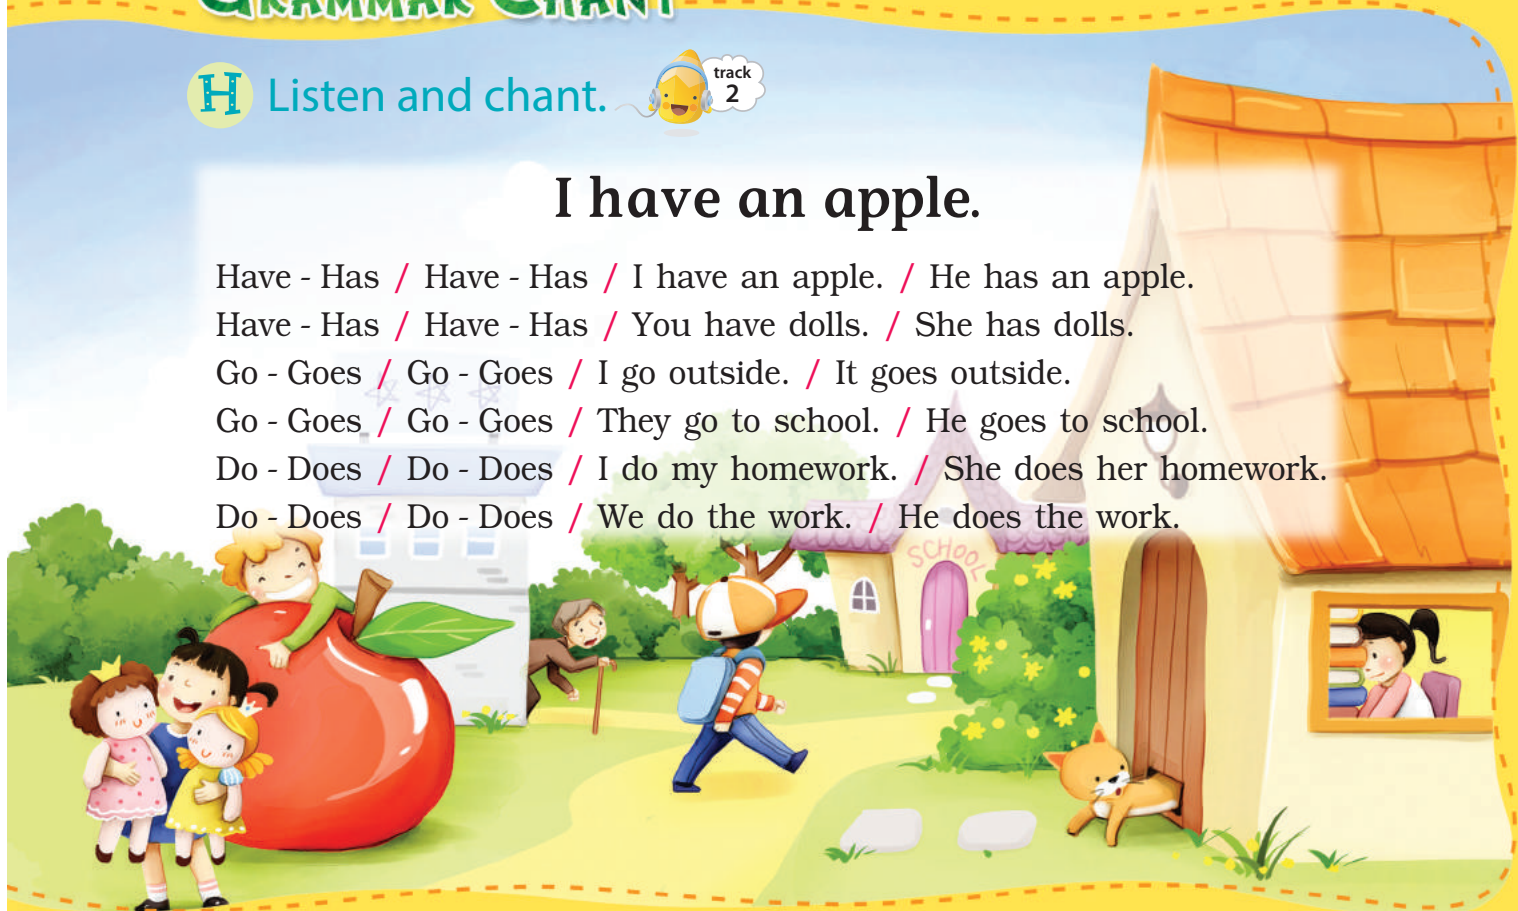 GRAMMAR CHANT
H Listen and chant.
track
2
I have an apple.
Have - Has / Have - Has / I have an apple. / He has an apple.
Have - Has / Have - Has / You have dolls. / She has dolls.
Go - Goes / Go - Goes / I go outside. / It goes outside.
Go - Goes / Go - Goes / They go to school. / He goes to school.
Do - Does / Do - Does / I do my homework. / She does her homework.
Do - Does / Do - Does / We do the work. / He does the work.
SCHOOL